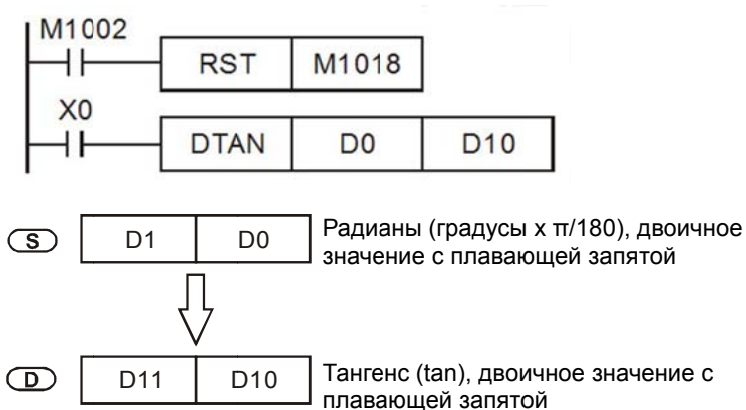 M1002
RST M1018
X0
DTAN D0 D10
S D1 D0 Радианы (градусы x π/180), двоичное
значение с плавающей запятой
D D11 D10 Тангенс (tan), двоичное значение с
плавающей запятой